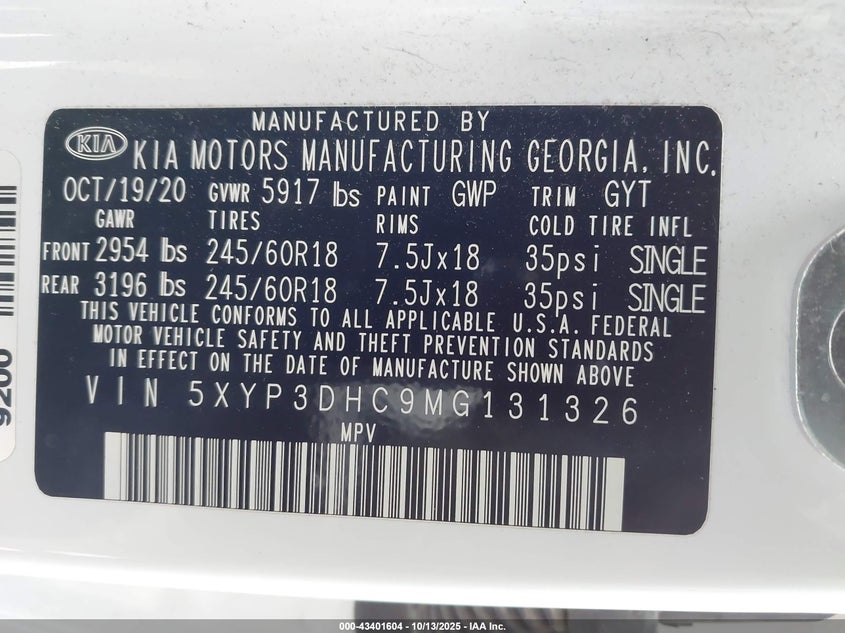 MANUFACTURED BY
KIA KIA MOTORS MANUFACTURING GEORGIA, INC.
OCT/19/20 GVWR 5917 lbs PAINT GWP TRIM GYT
GAWR TIRES RIMS COLD TIRE INFL
FRONT 2954 lbs 245/60R18 7.5Jx18 35psi SINGLE
REAR 3196 lbs 245/60R18 7.5Jx18 35psi SINGLE
THIS VEHICLE CONFORMS TO ALL APPLICABLE U.S.A. FEDERAL
MOTOR VEHICLE SAFETY AND THEFT PREVENTION STANDARDS
IN EFFECT ON THE DATE OF MANUFACTURE SHOWN ABOVE
VIN 5XYP3DHC9MG131326
MPV
000-43401604 - 10/13/2025 - IAA Inc.